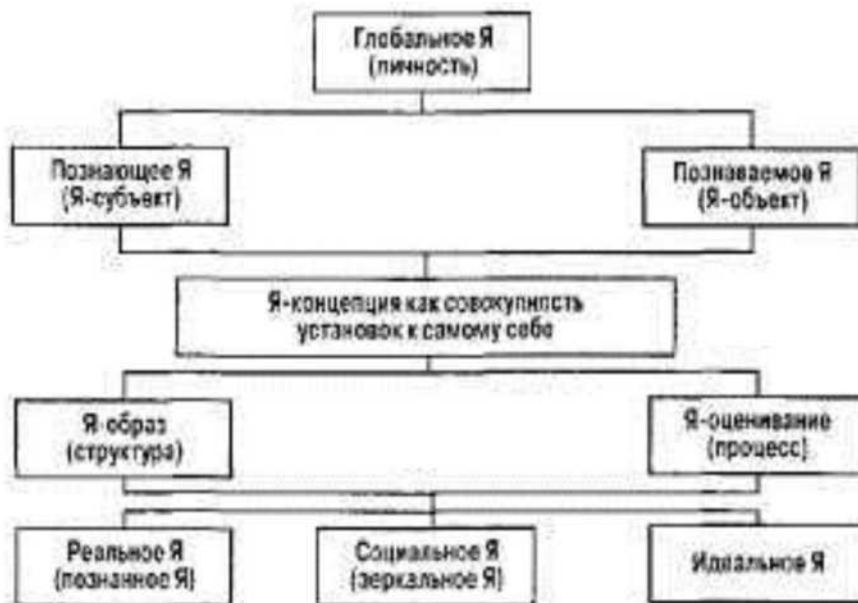 Глобальное Я
(личность)
Познающее Я
(Я-субъект)
Познаваемое Я
(Я-объект)
Я-концепция как совокупность
установок к самому себе
Я-образ
(структура)
Я-оценивание
(процесс)
Реальное Я
(познанное Я)
Социальное Я
(зеркальное Я)
Идеальное Я